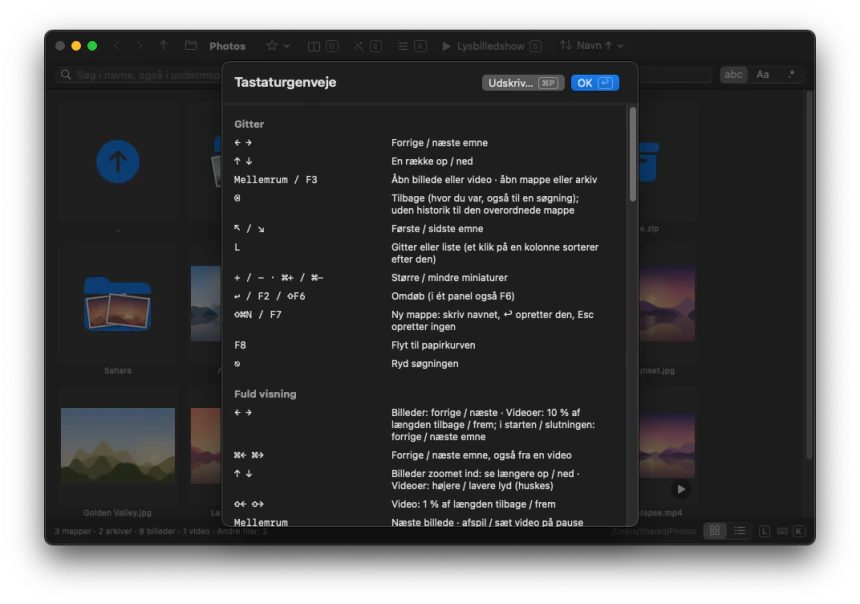 Photos
D
E
A
Lysbilledshow S
Navn ↑
Søg i navne, også i undermap
abc Aa .*
Tastaturgenveje
Udskriv... ⌘P
OK ↩
Gitter
← → Forrige / næste emne
↑ ↓ En række op / ned
Mellemrum / F3 Åbn billede eller video · åbn mappe eller arkiv
⌫ Tilbage (hvor du var, også til en søgning);
uden historik til den overordnede mappe
↖ / ↘ Første / sidste emne
L Gitter eller liste (et klik på en kolonne sorterer
efter den)
+ / − · ⌘+ / ⌘− Større / mindre miniaturer
↩ / F2 / ⇧F6 Omdøb (i ét panel også F6)
⇧⌘N / F7 Ny mappe: skriv navnet, ↩ opretter den, Esc
opretter ingen
F8 Flyt til papirkurven
⎋ Ryd søgningen
Fuld visning
← → Billeder: forrige / næste · Videoer: 10 % af
længden tilbage / frem; i starten / slutningen:
forrige / næste emne
⌘← ⌘→ Forrige / næste emne, også fra en video
↑ ↓ Billeder zoomet ind: se længere op / ned ·
Videoer: højere / lavere lyd (huskes)
⇧← ⇧→ Video: 1 % af længden tilbage / frem
Mellemrum Næste billede · afspil / sæt video på pause
..
e.zip
Sahara
unset.jpg
Golden Valley.jpg
La
elapse.mp4
3 mapper · 2 arkiver · 6 billeder · 1 video · Andre filer: 2
/Users/Shared/Photos
L
K